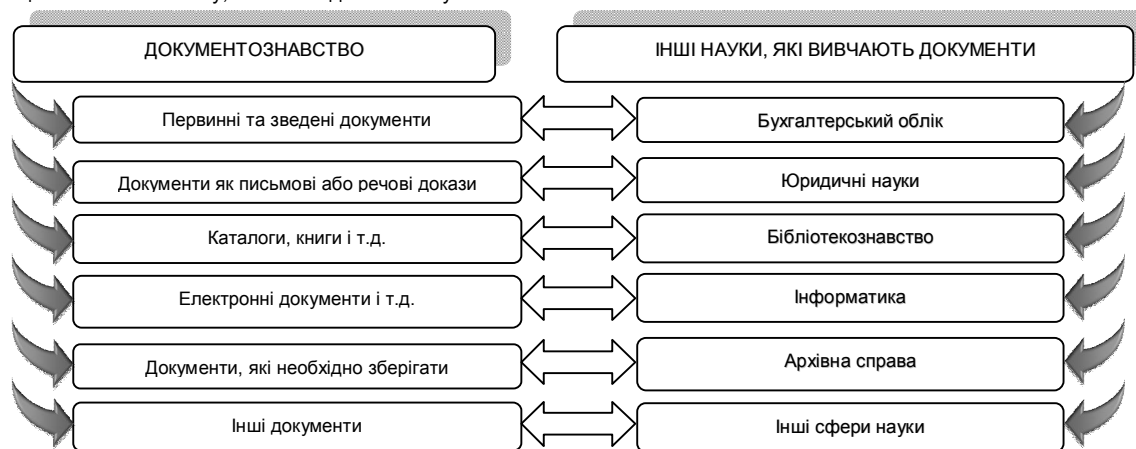 ДОКУМЕНТОЗНАВСТВО
ІНШІ НАУКИ, ЯКІ ВИВЧАЮТЬ ДОКУМЕНТИ
Первинні та зведені документи
Бухгалтерський облік
Документи як письмові або речові докази
Юридичні науки
Каталоги, книги і т.д.
Бібліотекознавство
Електронні документи і т.д.
Інформатика
Документи, які необхідно зберігати
Архівна справа
Інші документи
Інші сфери науки